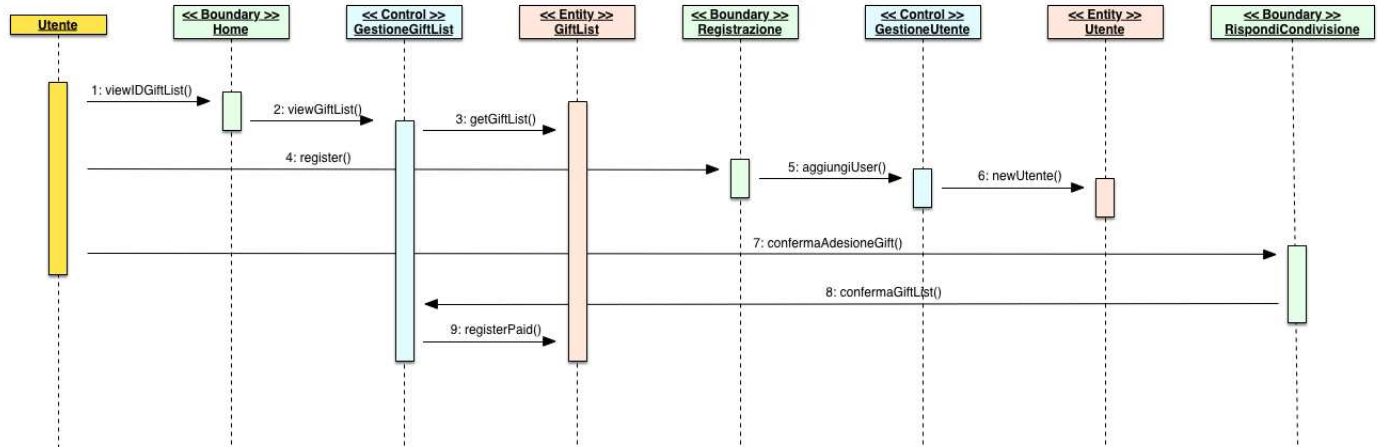 Utente
<< Boundary >>
Home
<< Control >>
GestioneGiftList
<< Entity >>
GiftList
<< Boundary >>
Registrazione
<< Control >>
GestioneUtente
<< Entity >>
Utente
<< Boundary >>
RispondiCondivisione
1: viewIDGiftList()
2: viewGiftList()
3: getGiftList()
4: register()
5: aggiungiUser()
6: newUtente()
7: confermaAdesioneGift()
8: confermaGiftList()
9: registerPaid()